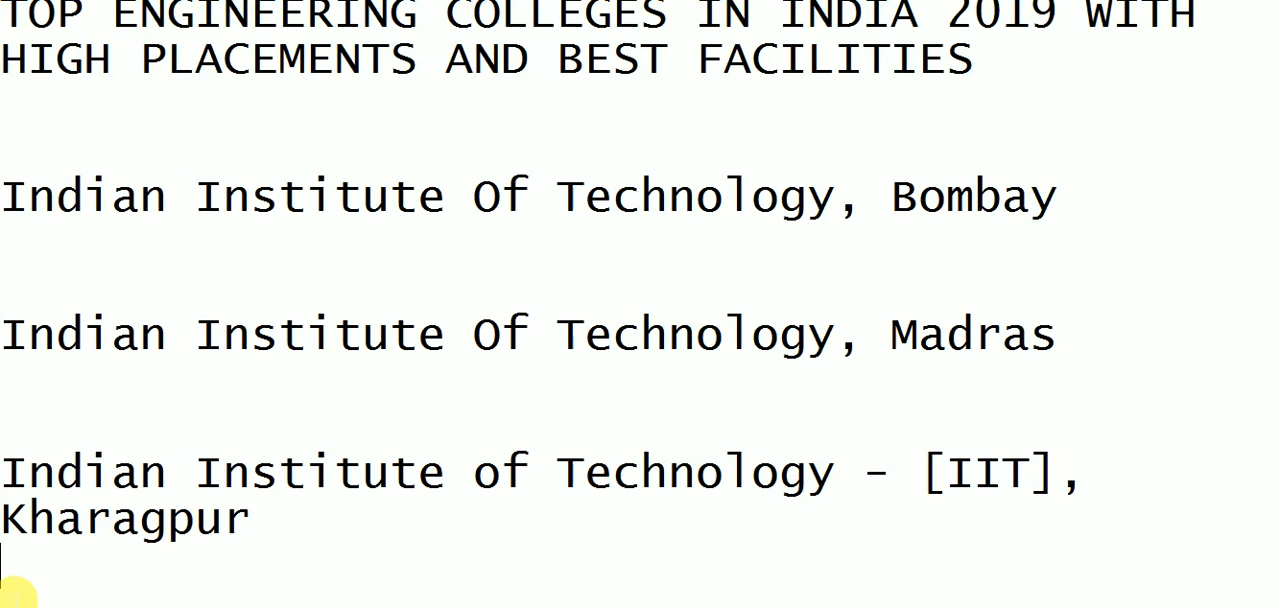 TOP ENGINEERING COLLEGES IN INDIA 2019 WITH
HIGH PLACEMENTS AND BEST FACILITIES
Indian Institute Of Technology, Bombay
Indian Institute Of Technology, Madras
Indian Institute of Technology - [IIT],
Kharagpur